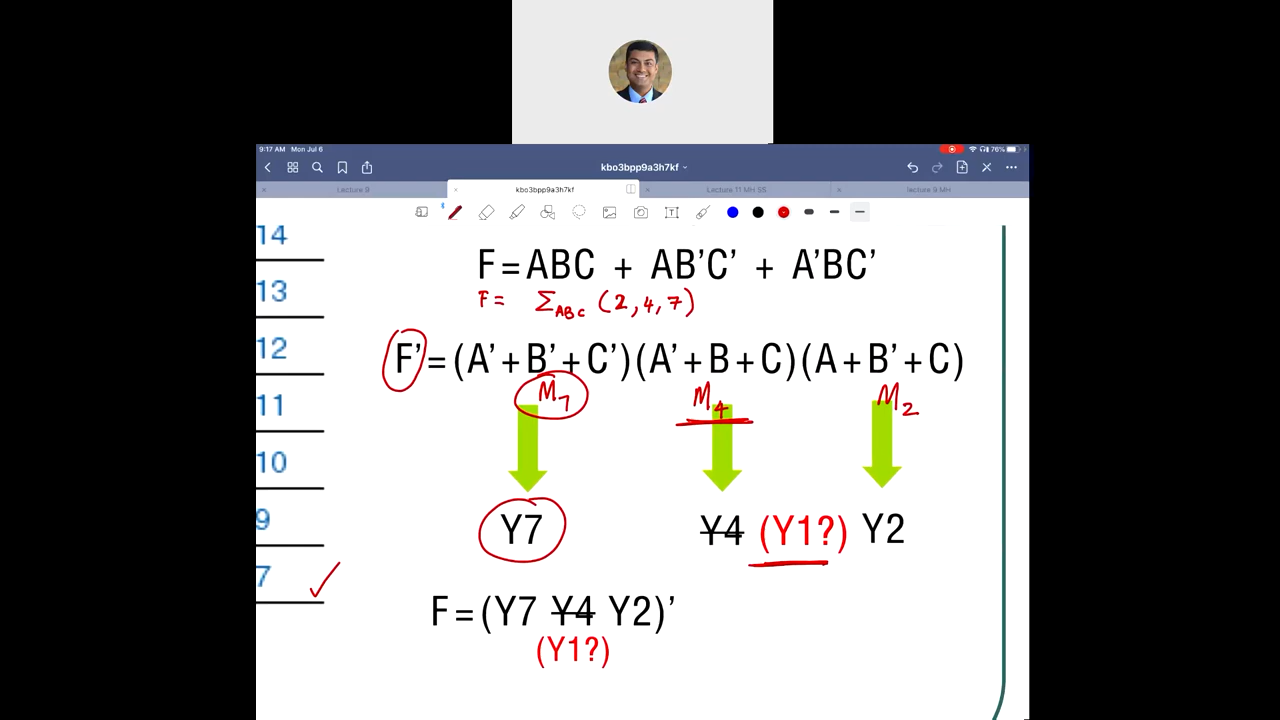 9:17 AM Mon Jul 6
76%
kbo3bpp9a3h7kf
Lecture 9
kbo3bpp9a3h7kf
Lecture 11 MH SS
lecture 9 MH
14
13
12
11
10
9
7
F=ABC + AB'C' + A'BC'
F= Σ ABC (2,4,7)
F'=(A'+B'+C')(A'+B+C)(A+B'+C)
M7 M4 M2
Y7 Y4 (Y1?) Y2
F=(Y7 Y4 Y2)'
(Y1?)